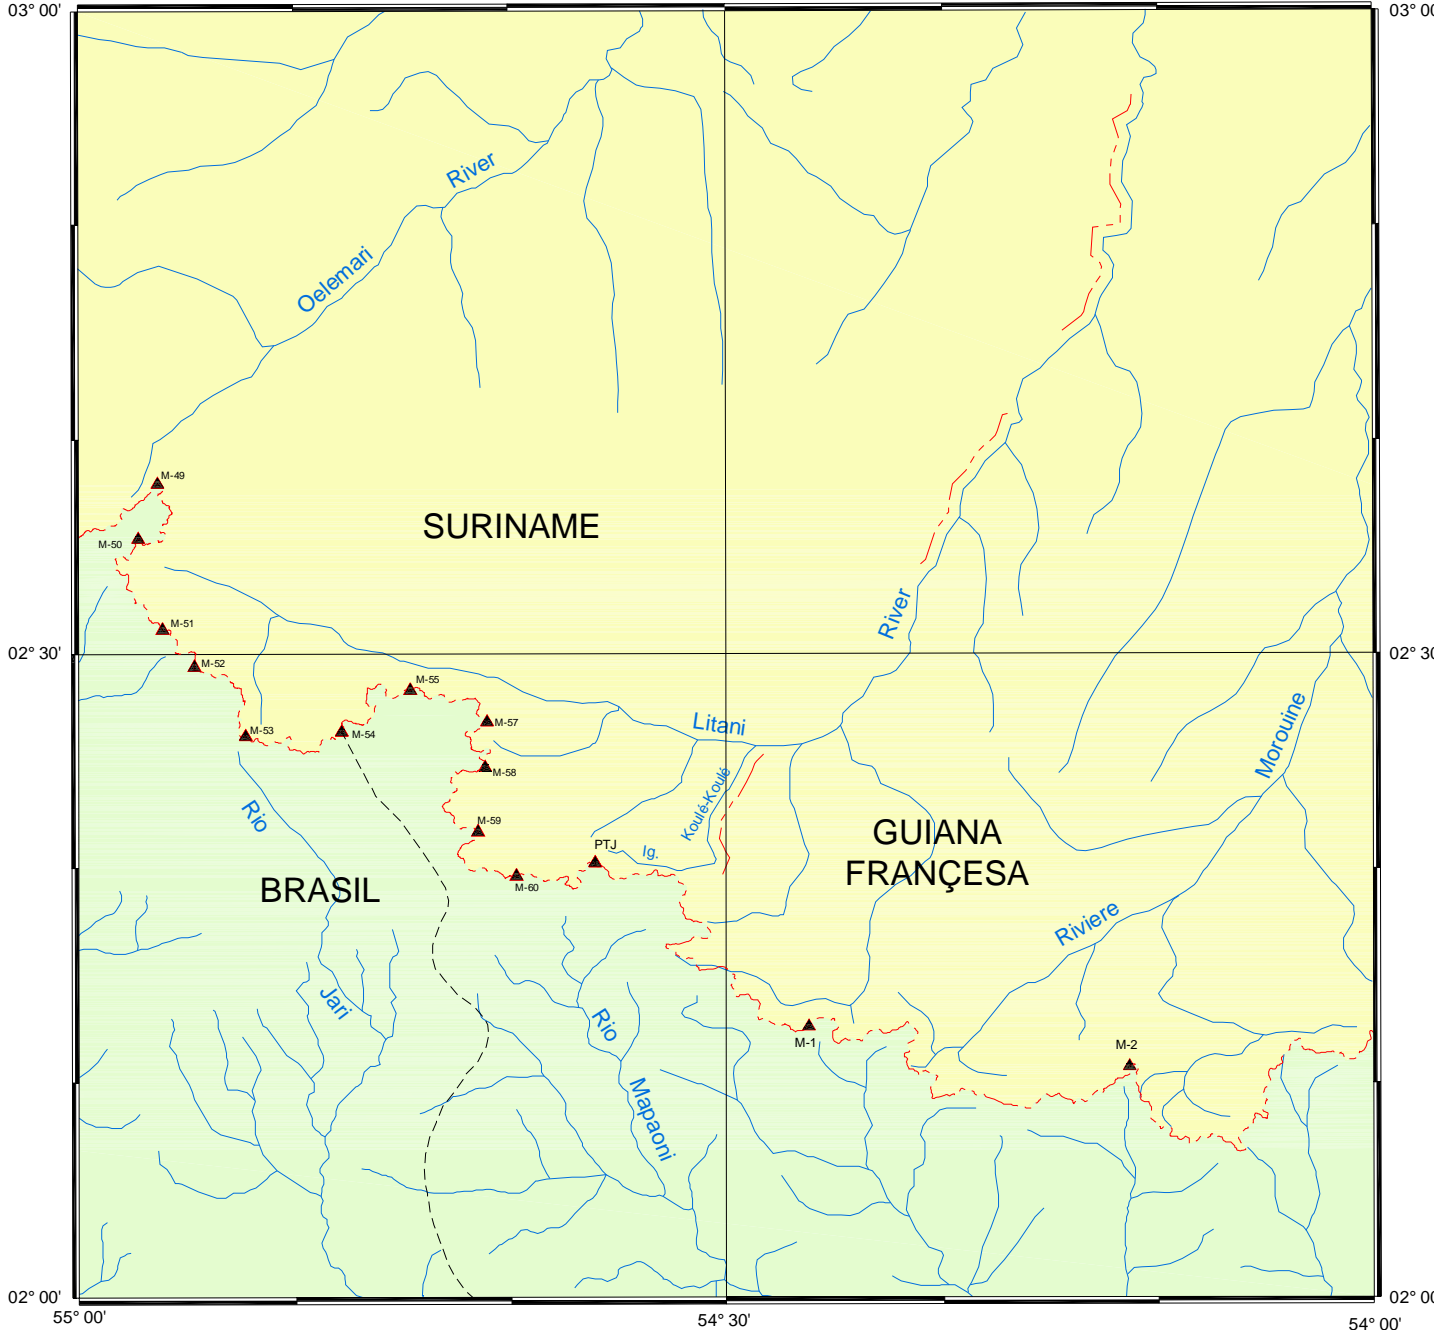 03° 00'
03° 00'
River
Oelemari
M-49
SURINAME
M-50
River
M-51
02° 30'
M-52
02° 30'
M-55
Morouine
M-57
Litani
M-53
M-54
M-58
Koulé-Koulé
Rio
M-59
GUIANA
FRANÇESA
PTJ
Ig.
BRASIL
M-60
Riviere
Jari
Rio
M-1
M-2
Mapaoni
02° 00'
02° 00'
55° 00'
54° 30'
54° 00'